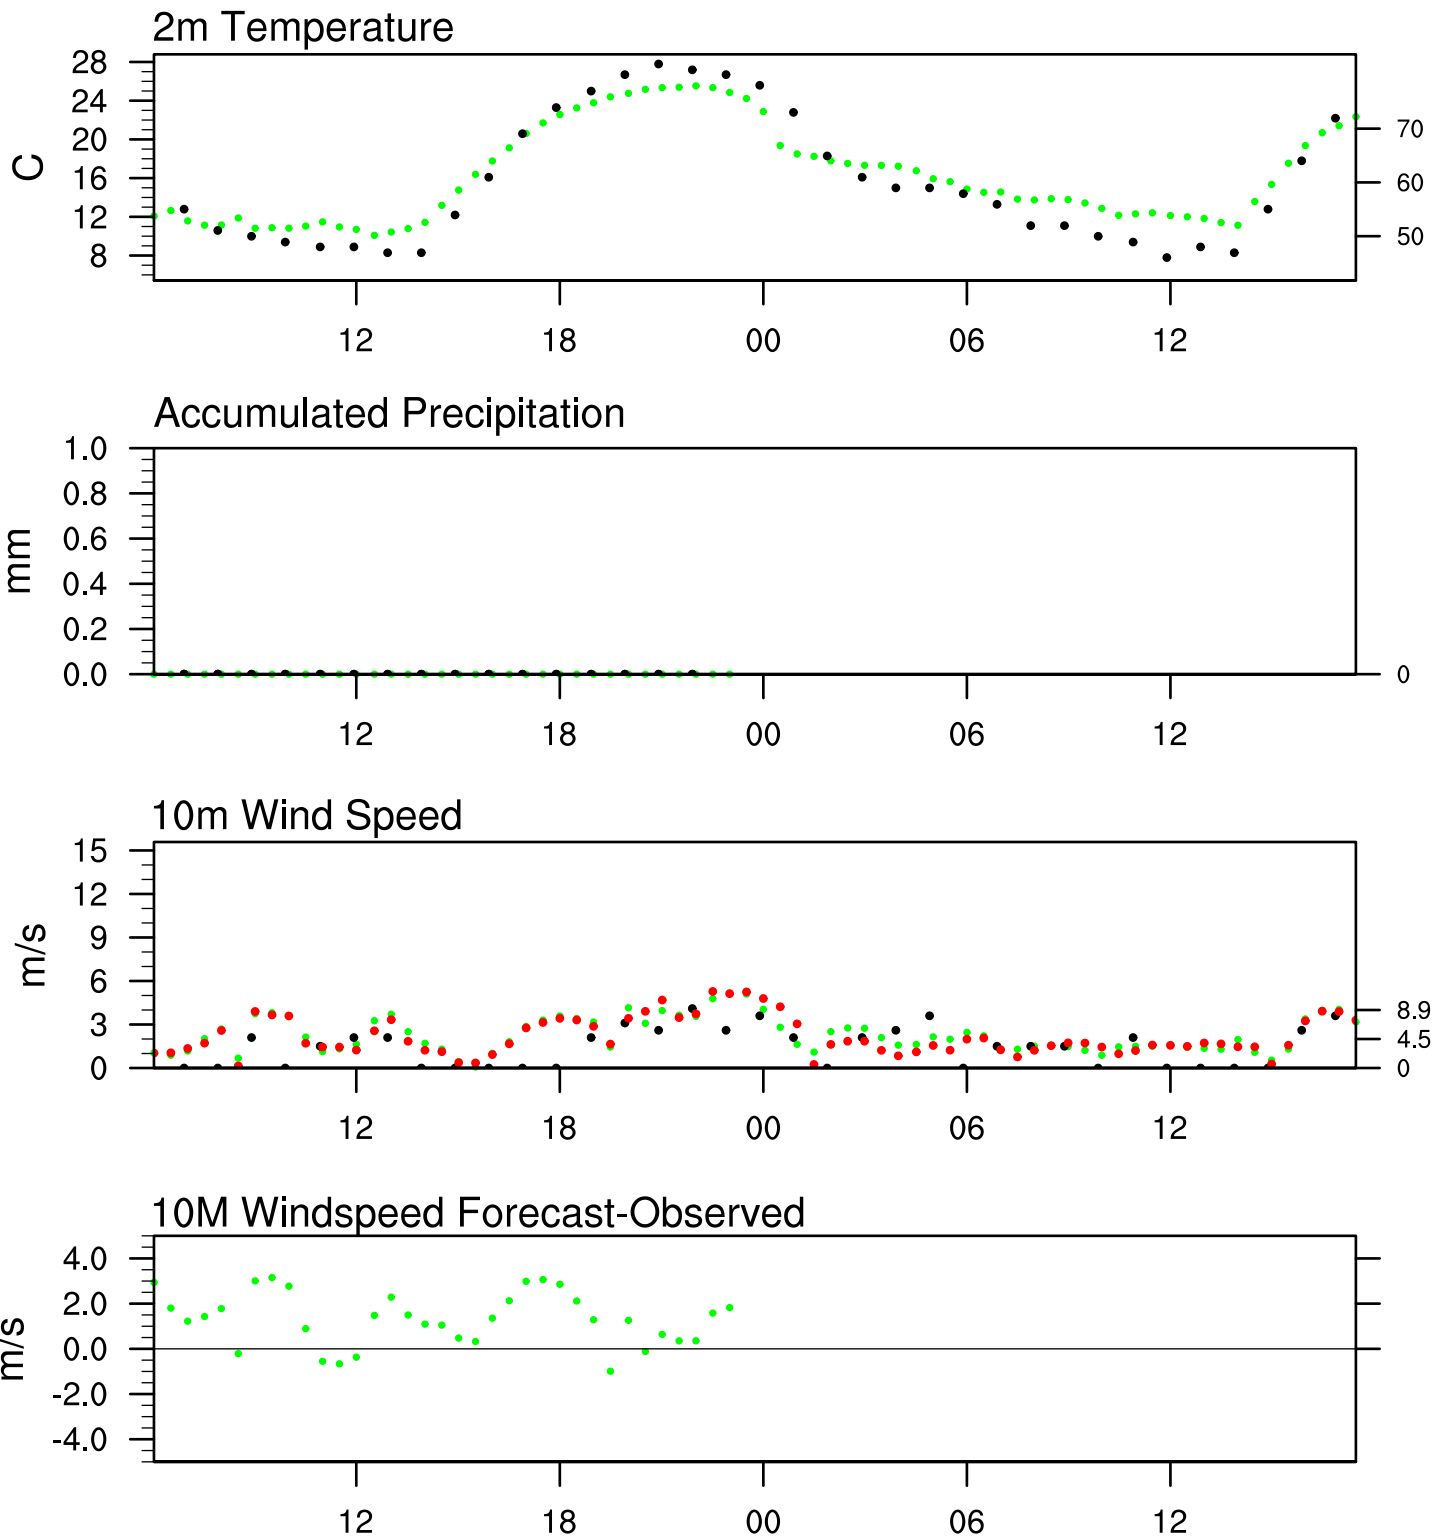 2m Temperature
28
24
20
16
12
8
C
70
60
50
12 18 00 06 12
Accumulated Precipitation
1.0
0.8
0.6
0.4
0.2
0.0
mm
0
12 18 00 06 12
10m Wind Speed
15
12
9
6
3
0
m/s
8.9
4.5
0
12 18 00 06 12
10M Windspeed Forecast-Observed
4.0
2.0
0.0
-2.0
-4.0
m/s
12 18 00 06 12